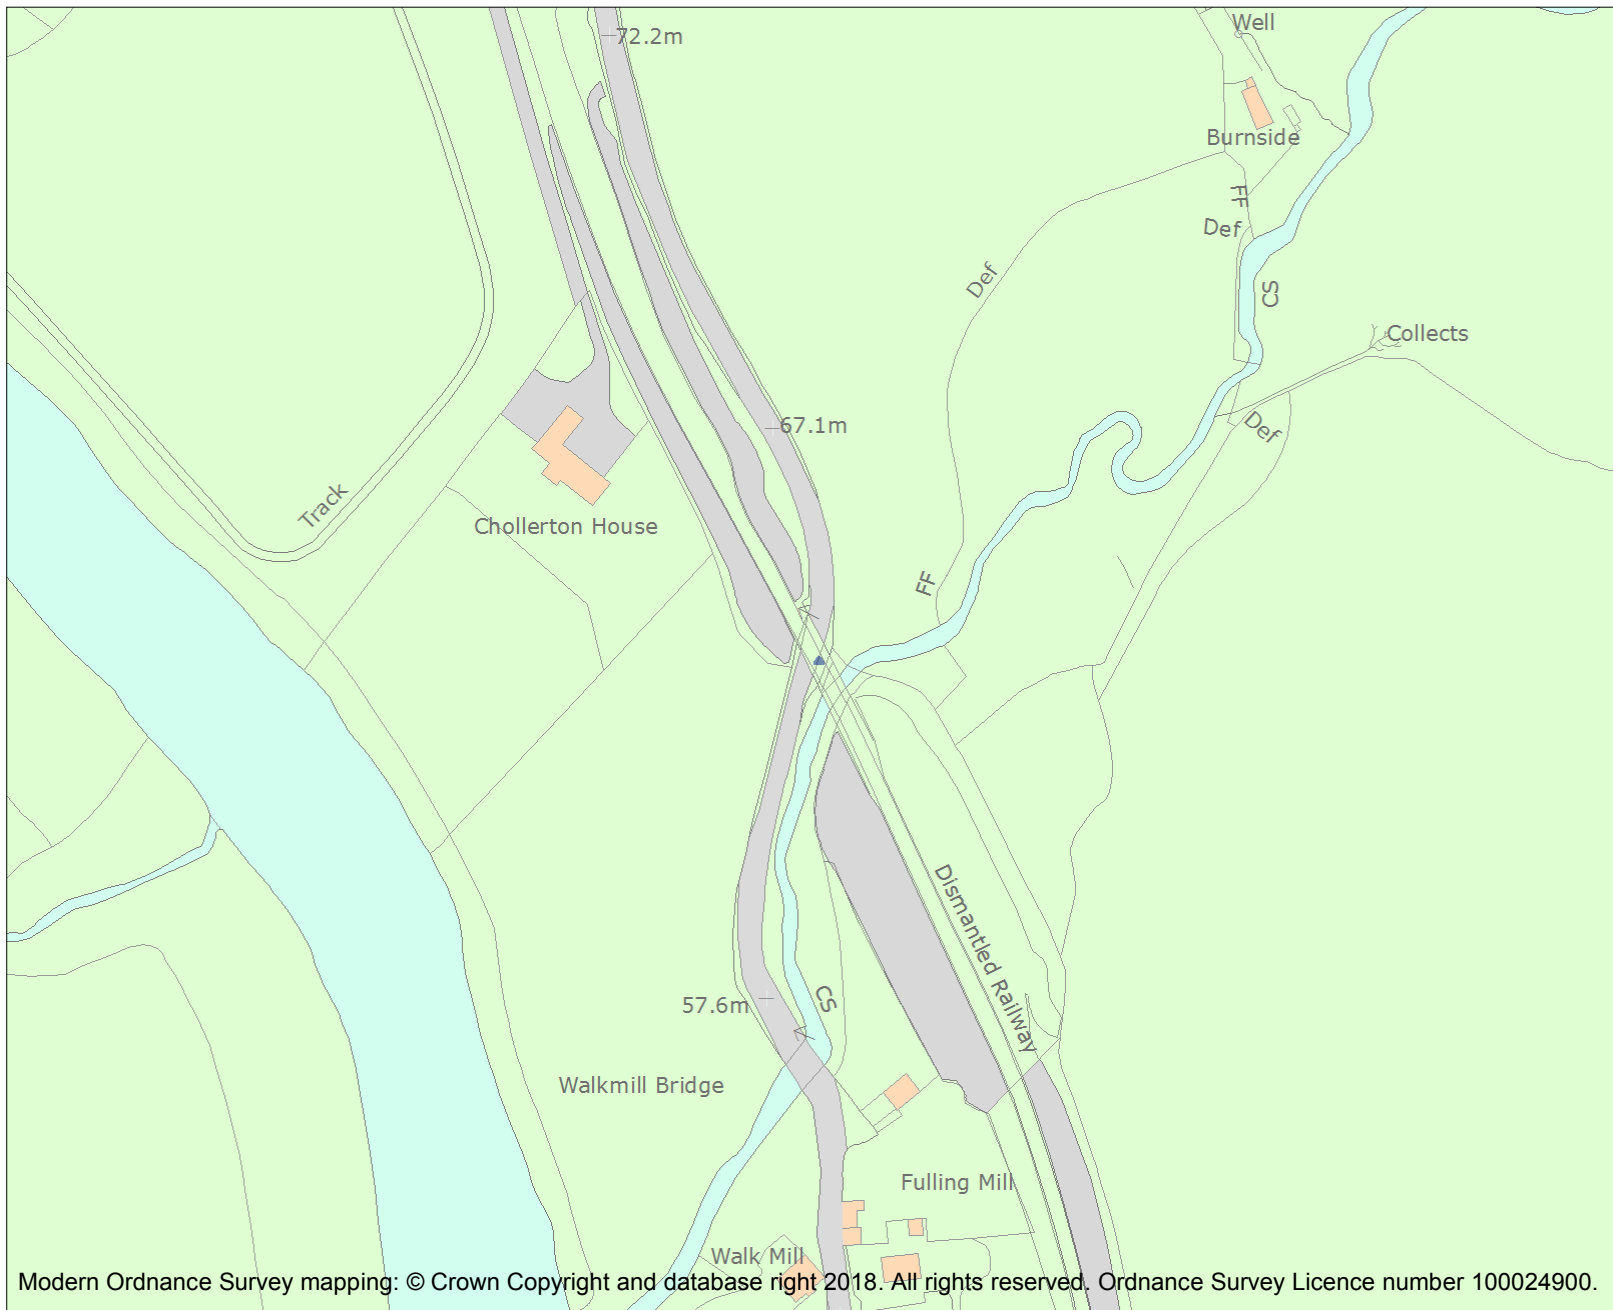 Well
72.2m
Burnside
FF
Def
Def
CS
Collects
67.1m
Def
Track
Chollerton House
FF
Dismantled Railway
CS
57.6m
Walkmill Bridge
Fulling Mill
Walk Mill
Modern Ordnance Survey mapping: © Crown Copyright and database right 2018. All rights reserved. Ordnance Survey Licence number 100024900.